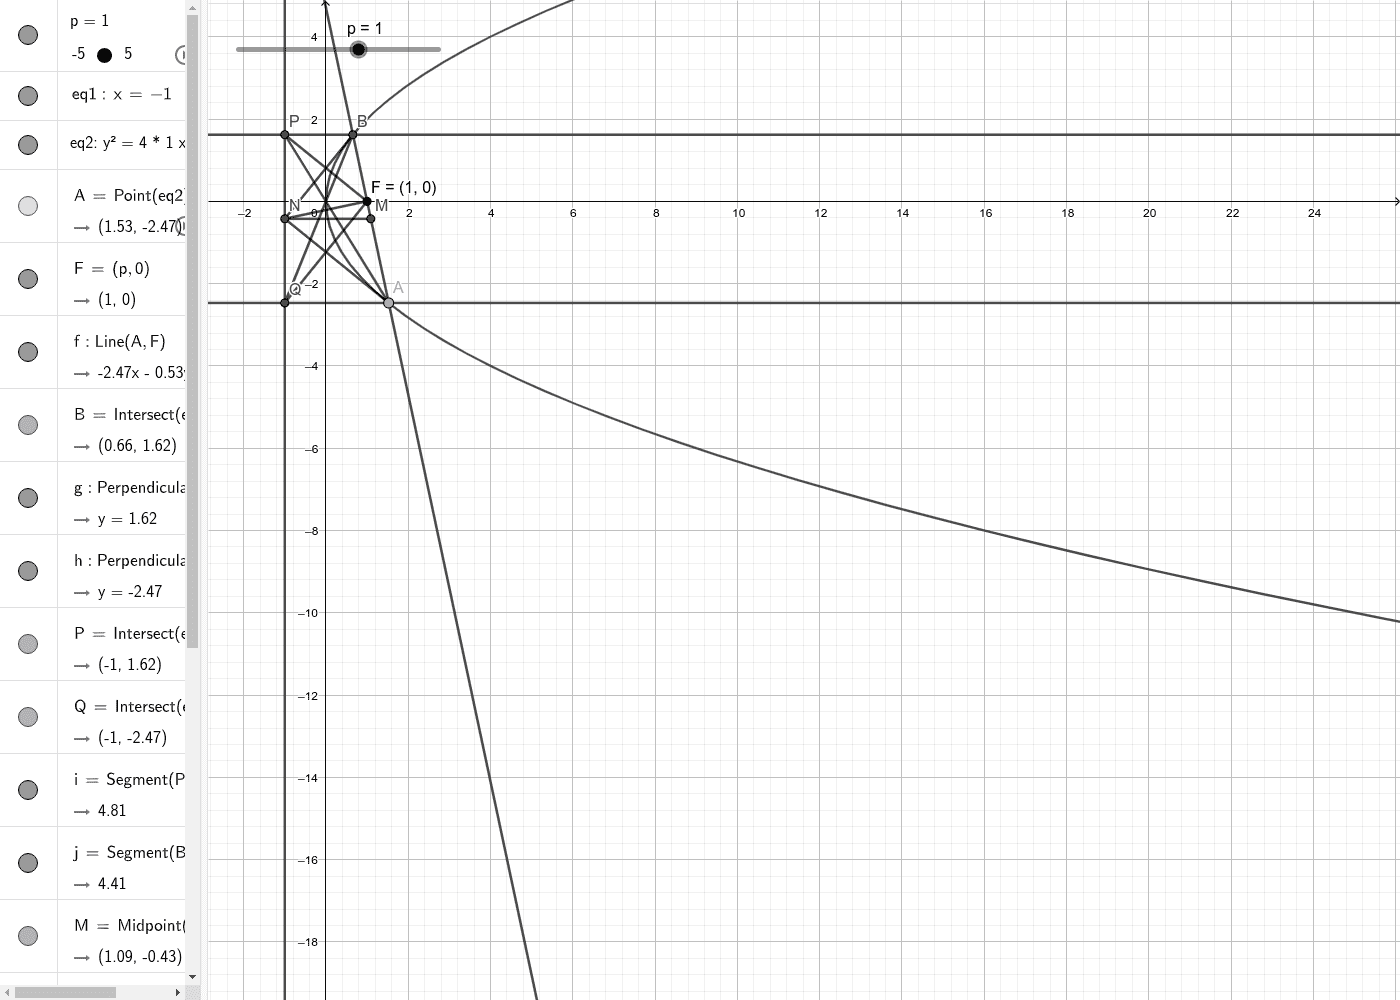 p = 1
-5 5
eq1 : x = −1
eq2: y² = 4 * 1 x
A = Point(eq2
→ (1.53, -2.47)
F = (p, 0)
→ (1, 0)
f : Line(A, F)
→ -2.47x - 0.53y
B = Intersect(e
→ (0.66, 1.62)
g : Perpendicula
→ y = 1.62
h : Perpendicula
→ y = -2.47
P = Intersect(e
→ (-1, 1.62)
Q = Intersect(e
→ (-1, -2.47)
i = Segment(P
→ 4.81
j = Segment(B
→ 4.41
M = Midpoint(
→ (1.09, -0.43)
p = 1
4
P 2 B
F = (1, 0)
N M
−2 0 2 4 6 8 10 12 14 16 18 20 22 24
Q −2 A
−4
−6
−8
−10
−12
−14
−16
−18